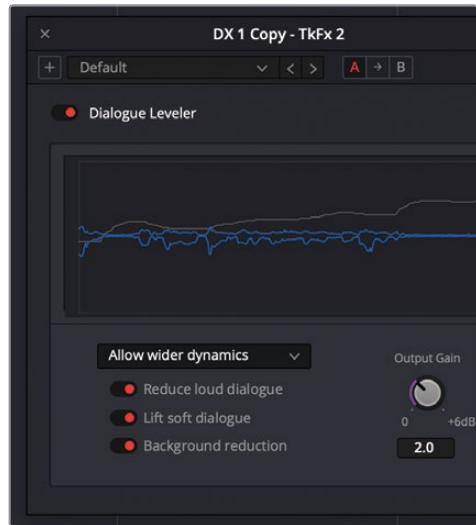 DX 1 Copy - TkFx 2
Default
A B
Dialogue Leveler
Allow wider dynamics
Output Gain
Reduce loud dialogue
Lift soft dialogue
0 +6dB
Background reduction
2.0